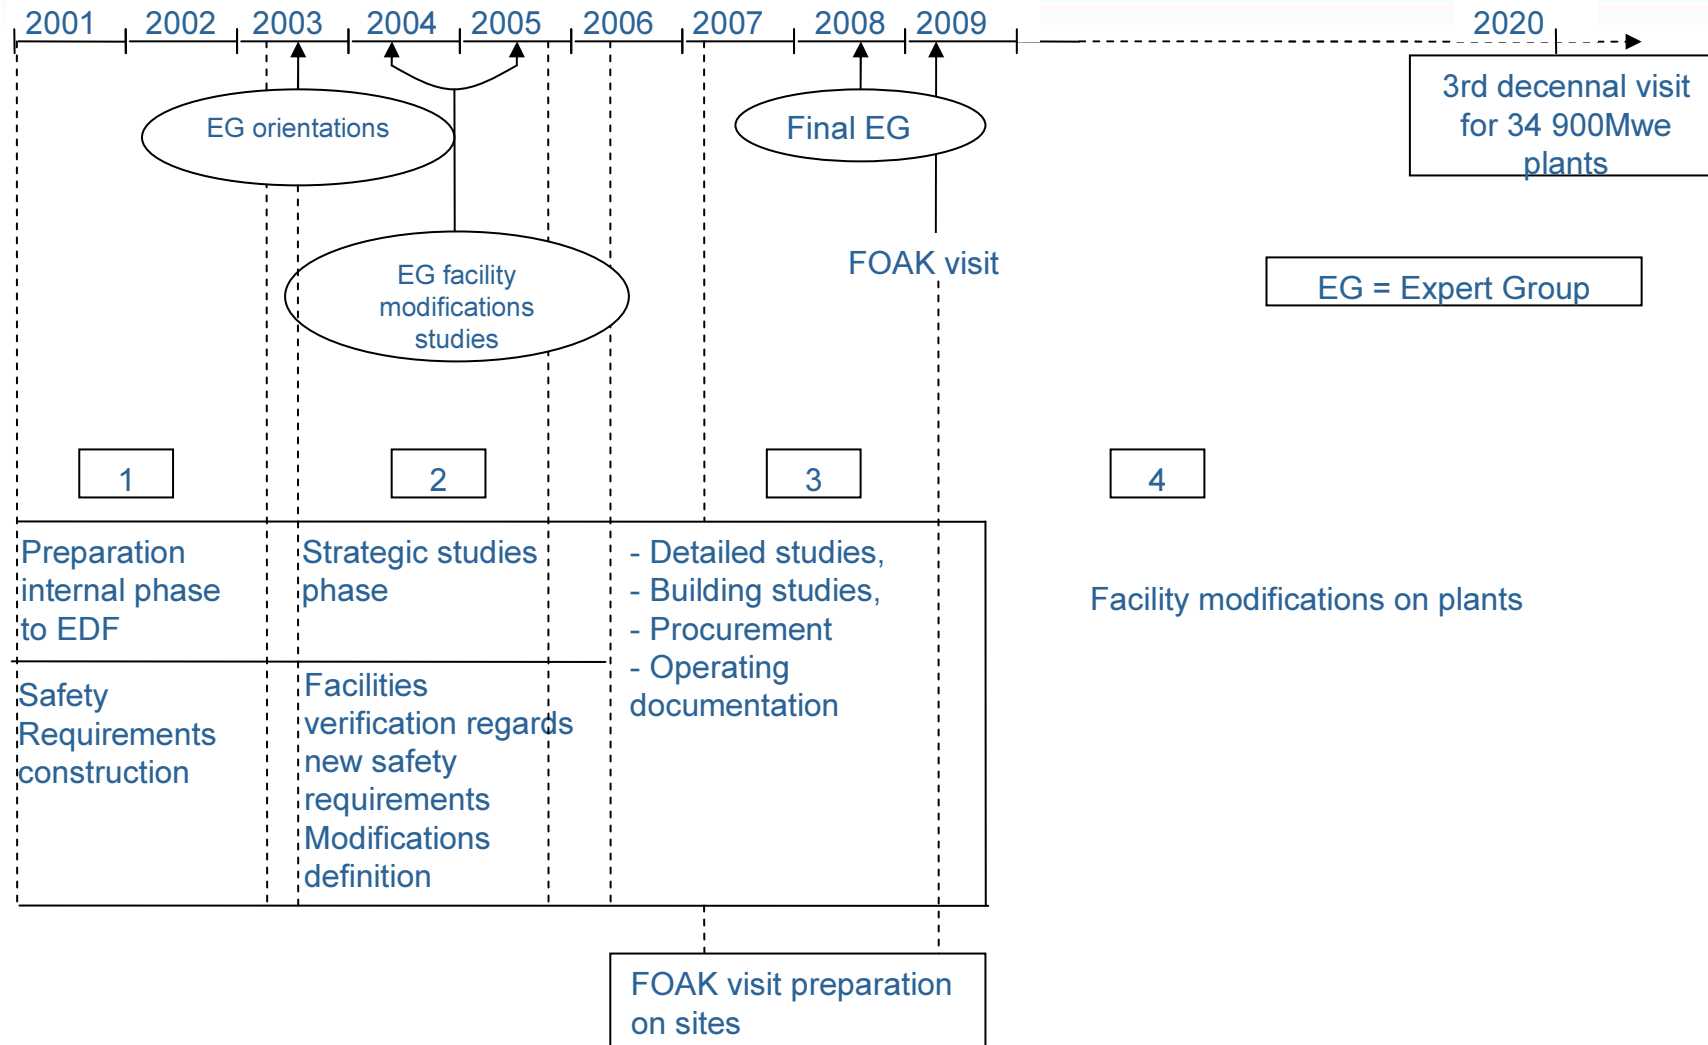 2001 2002 2003 2004 2005 2006 2007 2008 2009 2020
3rd decennal visit
for 34 900Mwe
plants
EG orientations
Final EG
EG facility
modifications
studies
FOAK visit
EG = Expert Group
1 2 3 4
Preparation
internal phase
to EDF
Strategic studies
phase
- Detailed studies,
- Building studies,
- Procurement
- Operating
documentation
Facility modifications on plants
Safety
Requirements
construction
Facilities
verification regards
new safety
requirements
Modifications
definition
FOAK visit preparation
on sites